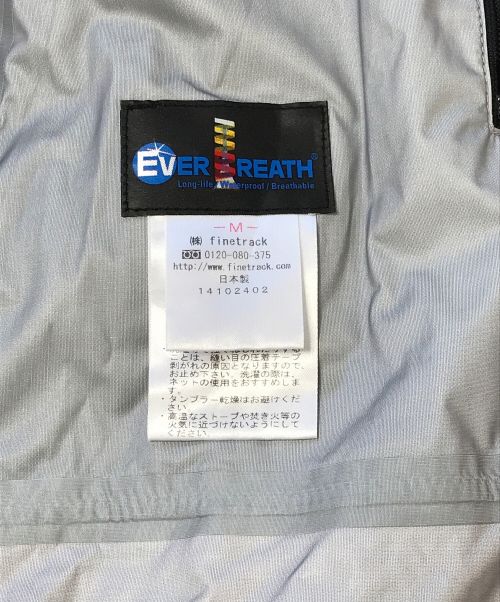 EVER BREATH®
Long-life / Waterproof / Breathable
— M —
㈱ finetrack
0120-080-375
http://www.finetrack.com
日本製
14102402
ことは、縫い目の圧着テープ
剥がれの原因となりますので、
お止め下さい。洗濯の際は、
ネットの使用をおすすめしま
す。
・タンブラー乾燥はお避けくだ
さい
・高温なストーブや焚き火等の
火気に近づけないようにして
ください